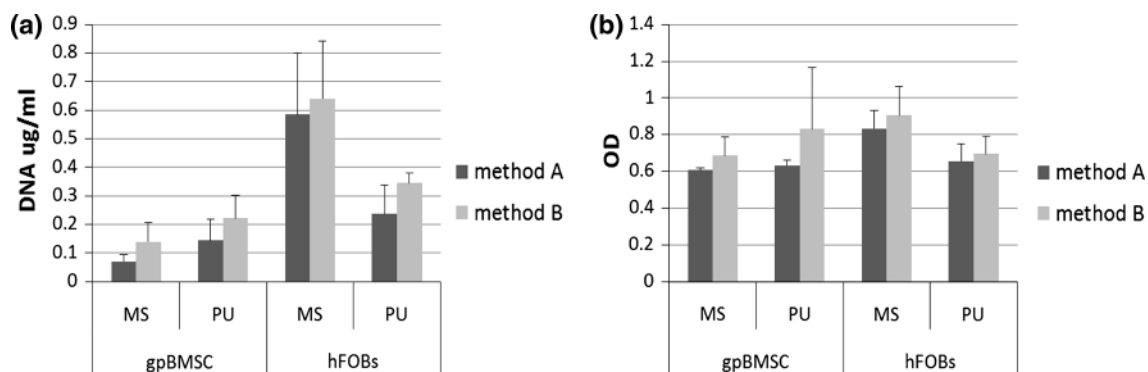 (a)
DNA ug/ml
0.9
0.8
0.7
0.6
0.5
0.4
0.3
0.2
0.1
0
MS PU MS PU
gpBMSC hFOBs
method A
method B
(b)
OD
1.4
1.2
1
0.8
0.6
0.4
0.2
0
MS PU MS PU
gpBMSC hFOBs
method A
method B